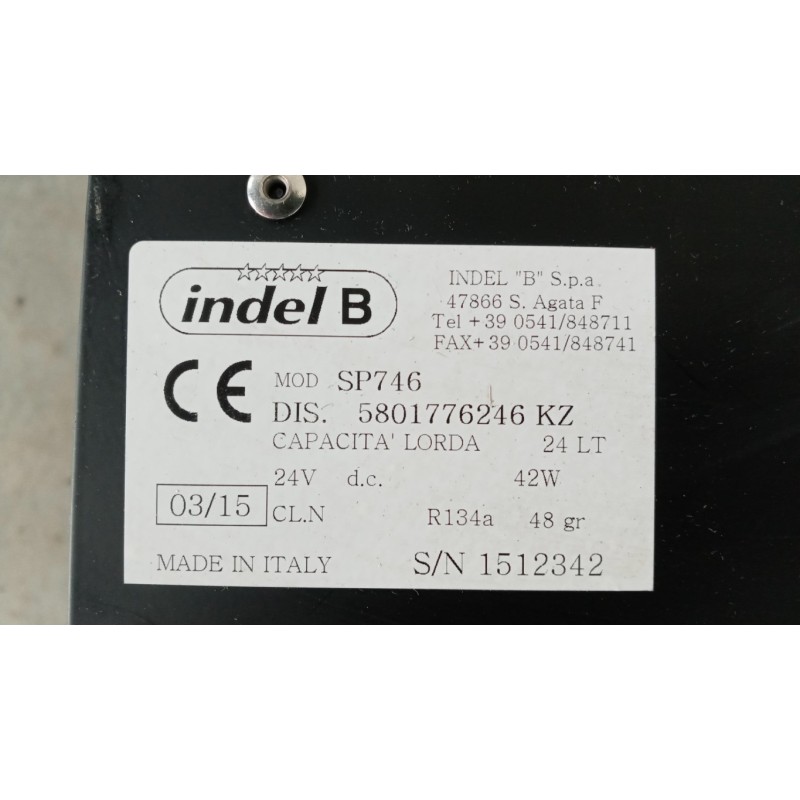 indel B
INDEL "B" S.p.a.
47866 S. Agata F
Tel +39 0541/848711
FAX+39 0541/848741
CE
MOD SP746
DIS. 5801776246 KZ
CAPACITA' LORDA 24 LT
24V d.c. 42W
03/15 CL.N R134a 48 gr
MADE IN ITALY S/N 1512342